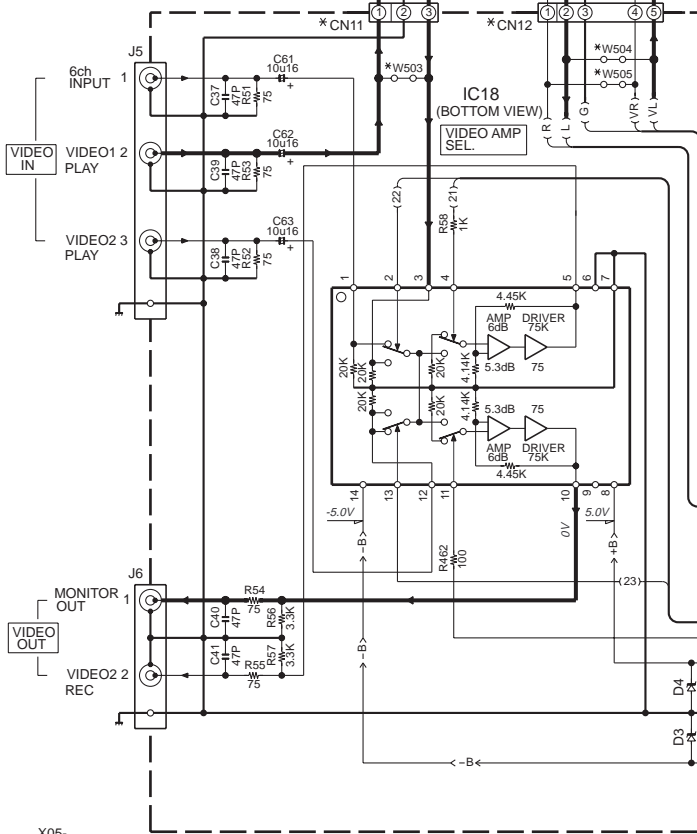 *CN11
1
2
3
*CN12
1
2
3
4
5
J5
6ch
INPUT 1
VIDEO
IN
VIDEO1 2
PLAY
VIDEO2 3
PLAY
C61
10u16
+
C37
47P
R51
75
C62
10u16
+
C39
47P
R53
75
C63
10u16
+
C38
47P
R52
75
*W503
*W504
*W505
R
L
G
VR
VL
IC18
(BOTTOM VIEW)
VIDEO AMP
SEL.
22
21
R58
1K
1
2
3
4
5
6
7
4.45K
AMP
6dB
DRIVER
75K
5.3dB
75
20K
20K
20K
4.14K
20K
20K
4.14K
5.3dB
75
AMP
6dB
DRIVER
75K
4.45K
14
13
12
11
10
9
8
-5.0V
0V
5.0V
-B
+B
R462
100
23
J6
MONITOR 1
OUT
VIDEO
OUT
VIDEO2 2
REC
R54
75
C40
47P
R56
3.3K
C41
47P
R57
3.3K
R55
75
-B
-B
D4
D3
X05-